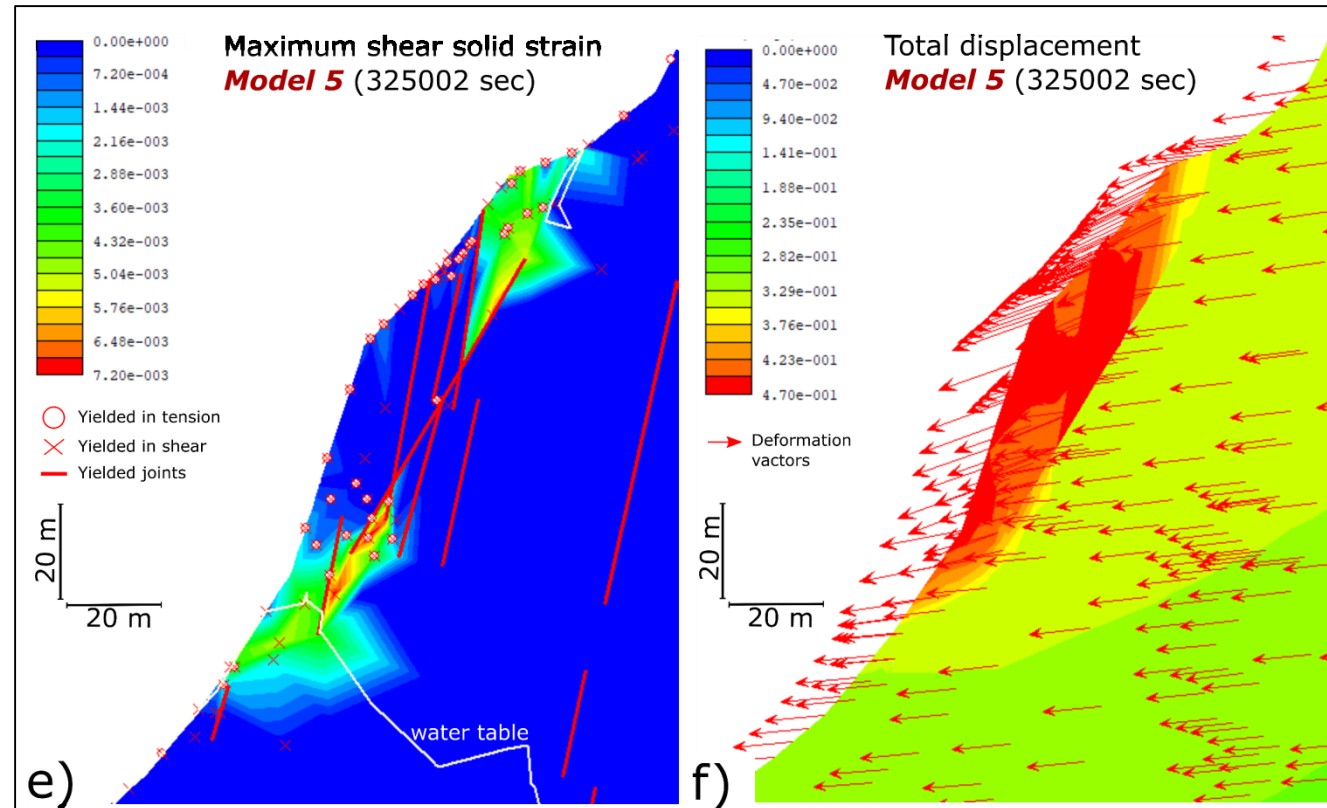 Maximum shear solid strain
Model 5 (325002 sec)
0.00e+000
7.20e-004
1.44e-003
2.16e-003
2.88e-003
3.60e-003
4.32e-003
5.04e-003
5.76e-003
6.48e-003
7.20e-003
Yielded in tension
Yielded in shear
Yielded joints
20 m
20 m
water table
e)
Total displacement
Model 5 (325002 sec)
0.00e+000
4.70e-002
9.40e-002
1.41e-001
1.88e-001
2.35e-001
2.82e-001
3.29e-001
3.76e-001
4.23e-001
4.70e-001
Deformation
vactors
20 m
20 m
f)